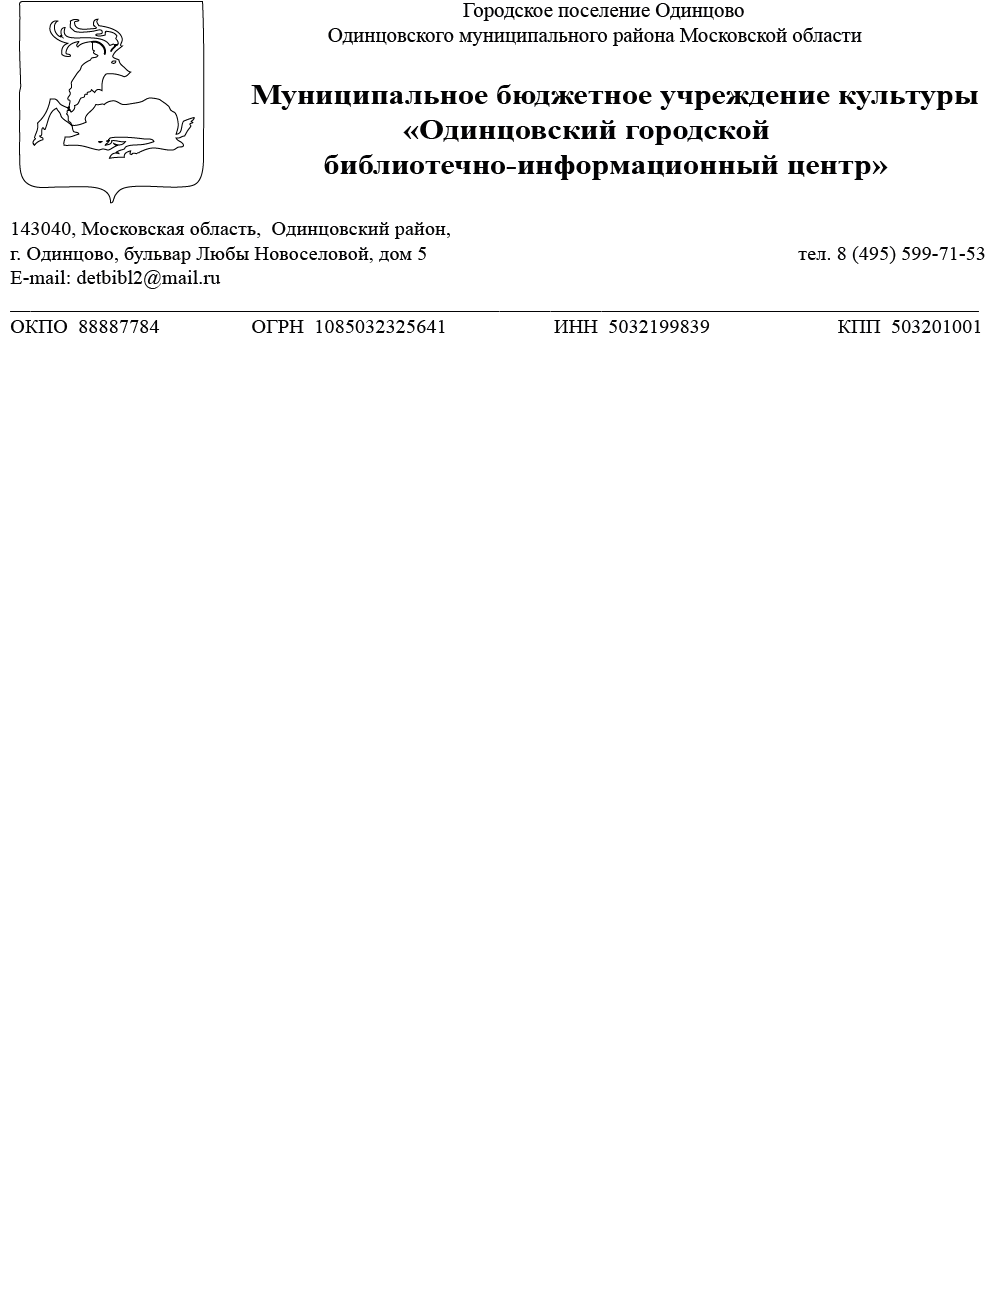 Городское поселение Одинцово
Одинцовского муниципального района Московской области
Муниципальное бюджетное учреждение культуры
«Одинцовский городской
библиотечно-информационный центр»
143040, Московская область,  Одинцовский район,
г. Одинцово, бульвар Любы Новоселовой, дом 5 тел. 8 (495) 599-71-53
E-mail: detbibl2@mail.ru
ОКПО  88887784 ОГРН  1085032325641 ИНН  5032199839 КПП  503201001